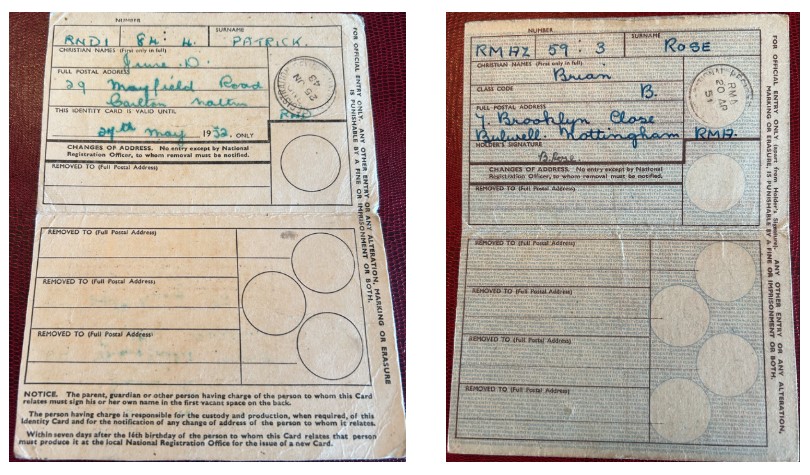 NUMBER
SURNAME
RNDI 84: 4. PATRICK.
CHRISTIAN NAMES (First only in full)
June. D.
FULL POSTAL ADDRESS
29 Mayfield Road
Carlton Notts
THIS IDENTITY CARD IS VALID UNTIL
27th May 1952. ONLY
CHANGES OF ADDRESS. No entry except by National
Registration Officer, to whom removal must be notified.
REMOVED TO (Full Postal Address)
25 JN
43
RND
FOR OFFICIAL ENTRY ONLY. ANY OTHER ENTRY OR ANY ALTERATION, MARKING OR ERASURE
IS PUNISHABLE BY A FINE OR IMPRISONMENT OR BOTH.
REMOVED TO (Full Postal Address)
REMOVED TO (Full Postal Address)
REMOVED TO (Full Postal Address)
NOTICE. The parent, guardian or other person having charge of the person to whom this Card
relates must sign his or her own name in the first vacant space on the back.
The person having charge is responsible for the custody and production, when required, of this
Identity Card and for the notification of any change of address of the person to whom it relates.
Within seven days after the 16th birthday of the person to whom this Card relates that person
must produce it at the local National Registration Office for the issue of a new Card.
NUMBER
SURNAME
RMAZ 59: 3 ROSE
CHRISTIAN NAMES (First only in full)
Brian
CLASS CODE
B.
FULL POSTAL ADDRESS
7. Brooklyn Close
Bulwell. Nottingham
HOLDER'S SIGNATURE
B. Rose
CHANGES OF ADDRESS. No entry except by National
Registration Officer, to whom removal must be notified.
REMOVED TO (Full Postal Address)
RMA
20 AP
51
FOR OFFICIAL ENTRY ONLY (apart from Holder's Signature). ANY OTHER ENTRY OR ANY ALTERATION,
MARKING OR ERASURE, IS PUNISHABLE BY A FINE OR IMPRISONMENT OR BOTH.
REMOVED TO (Full Postal Address)
REMOVED TO (Full Postal Address)
REMOVED TO (Full Postal Address)
REMOVED TO (Full Postal Address)